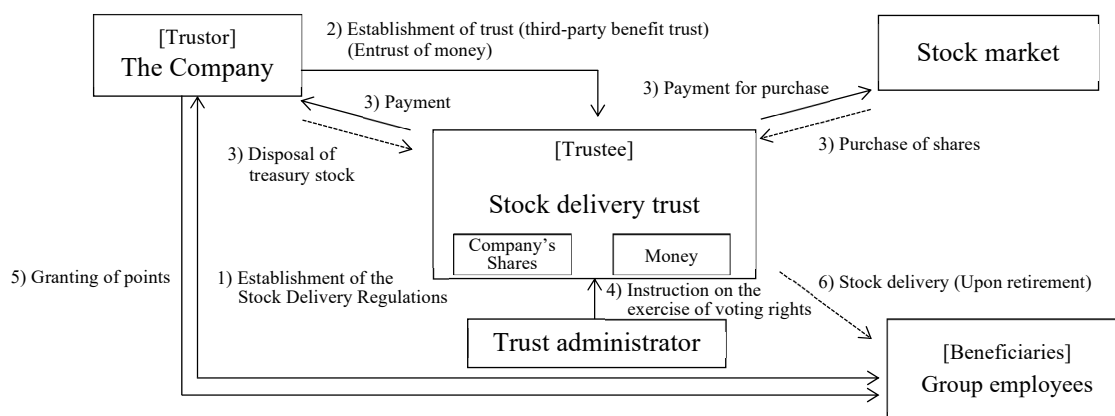 [Trustor]
The Company
2) Establishment of trust (third-party benefit trust)
(Entrust of money)
Stock market
3) Payment
3) Payment for purchase
3) Disposal of
treasury stock
[Trustee]
3) Purchase of shares
Stock delivery trust
Company’s
Shares
Money
5) Granting of points
1) Establishment of the
Stock Delivery Regulations
4) Instruction on the
exercise of voting rights
6) Stock delivery (Upon retirement)
Trust administrator
[Beneficiaries]
Group employees